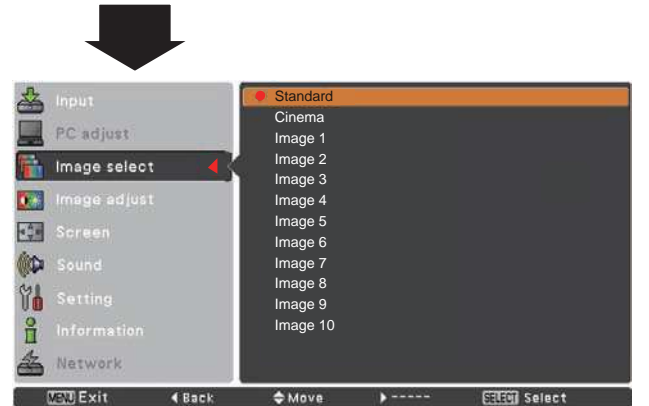 Input
PC adjust
Image select
Image adjust
Screen
Sound
Setting
Information
Network
Standard
Cinema
Image 1
Image 2
Image 3
Image 4
Image 5
Image 6
Image 7
Image 8
Image 9
Image 10
MENU Exit ◀Back Move ▶----- SELECT Select